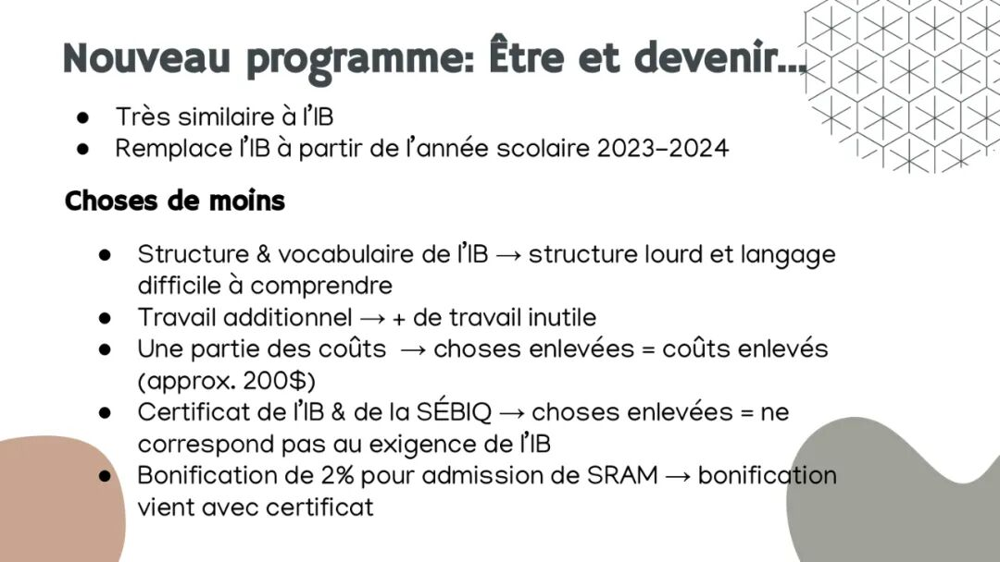 Nouveau programme: Être et devenir...
● Très similaire à l'IB
● Remplace l'IB à partir de l'année scolaire 2023-2024
Choses de moins
● Structure & vocabulaire de l'IB → structure lourd et langage
difficile à comprendre
● Travail additionnel → + de travail inutile
● Une partie des coûts → choses enlevées = coûts enlevés
(approx. 200$)
● Certificat de l'IB & de la SÉBIQ → choses enlevées = ne
correspond pas au exigence de l'IB
● Bonification de 2% pour admission de SRAM → bonification
vient avec certificat